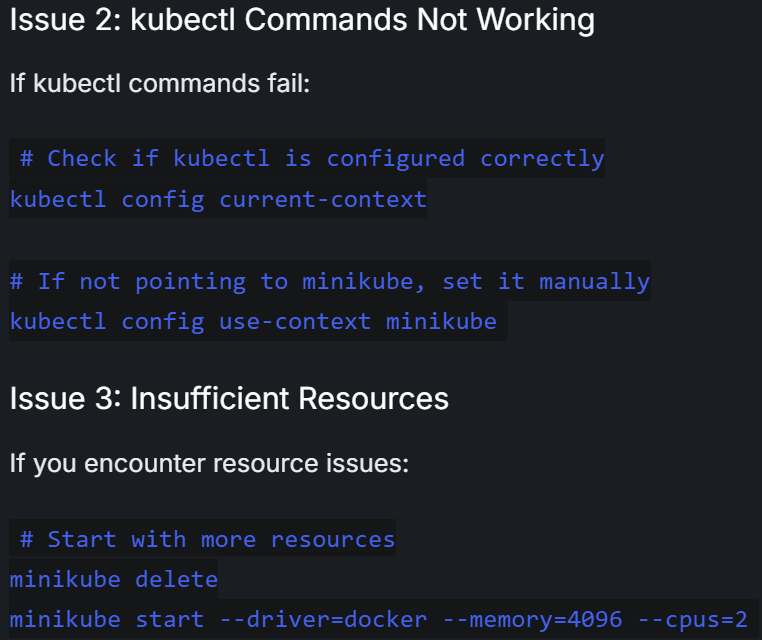 Issue 2: kubectl Commands Not Working
If kubectl commands fail:
# Check if kubectl is configured correctly
kubectl config current-context
# If not pointing to minikube, set it manually
kubectl config use-context minikube
Issue 3: Insufficient Resources
If you encounter resource issues:
# Start with more resources
minikube delete
minikube start --driver=docker --memory=4096 --cpus=2